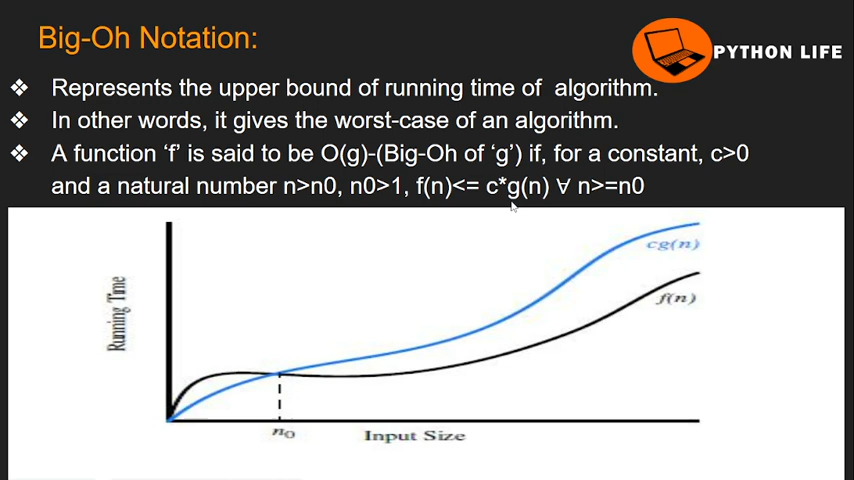 Big-Oh Notation:
PYTHON LIFE
❖ Represents the upper bound of running time of algorithm.
❖ In other words, it gives the worst-case of an algorithm.
❖ A function ‘f’ is said to be O(g)-(Big-Oh of ‘g’) if, for a constant, c>0
and a natural number n>n0, n0>1, f(n)<= c*g(n) ∀ n>=n0
cg(n)
f(n)
Running Time
n0
Input Size